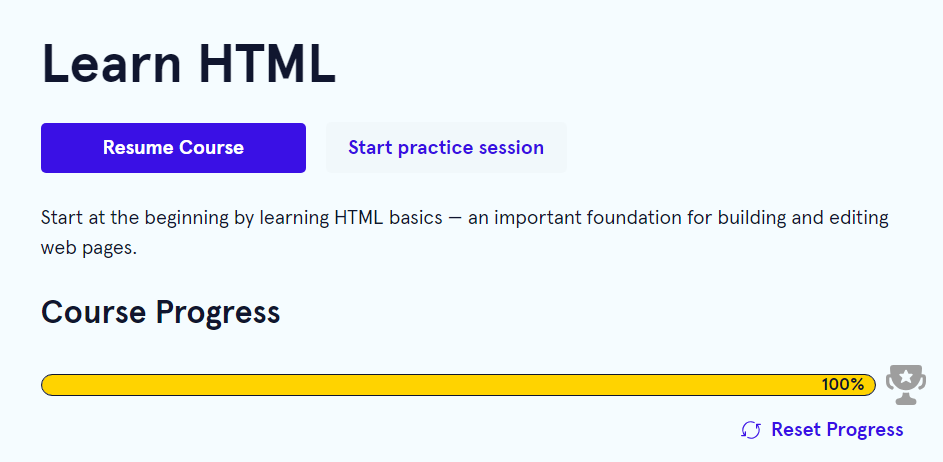 Learn HTML
Resume Course
Start practice session
Start at the beginning by learning HTML basics — an important foundation for building and editing
web pages.
Course Progress
100%
Reset Progress